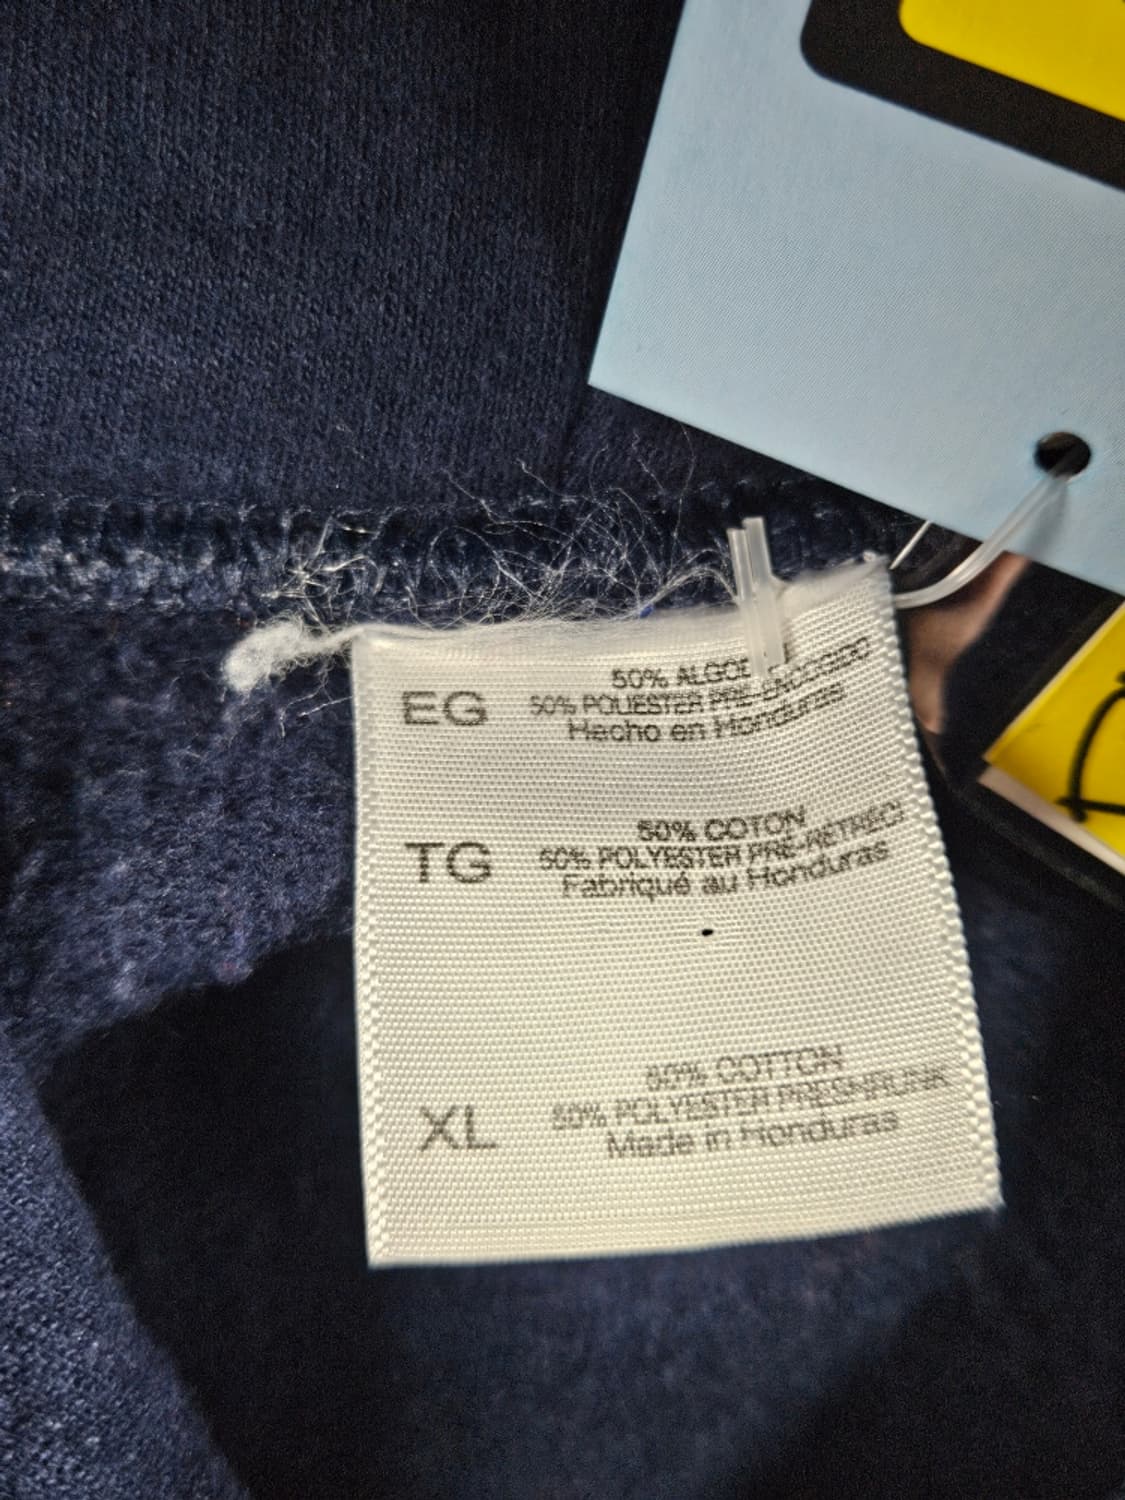 EG
50% ALGOD
50% POLIESTER PRE-ENCOGIDO
Hecho en Honduras
TG
50% COTON
50% POLYESTER PRÉ-RÉTRÉCI
Fabriqué au Honduras
XL
50% COTTON
50% POLYESTER PRESHRUNK
Made in Honduras